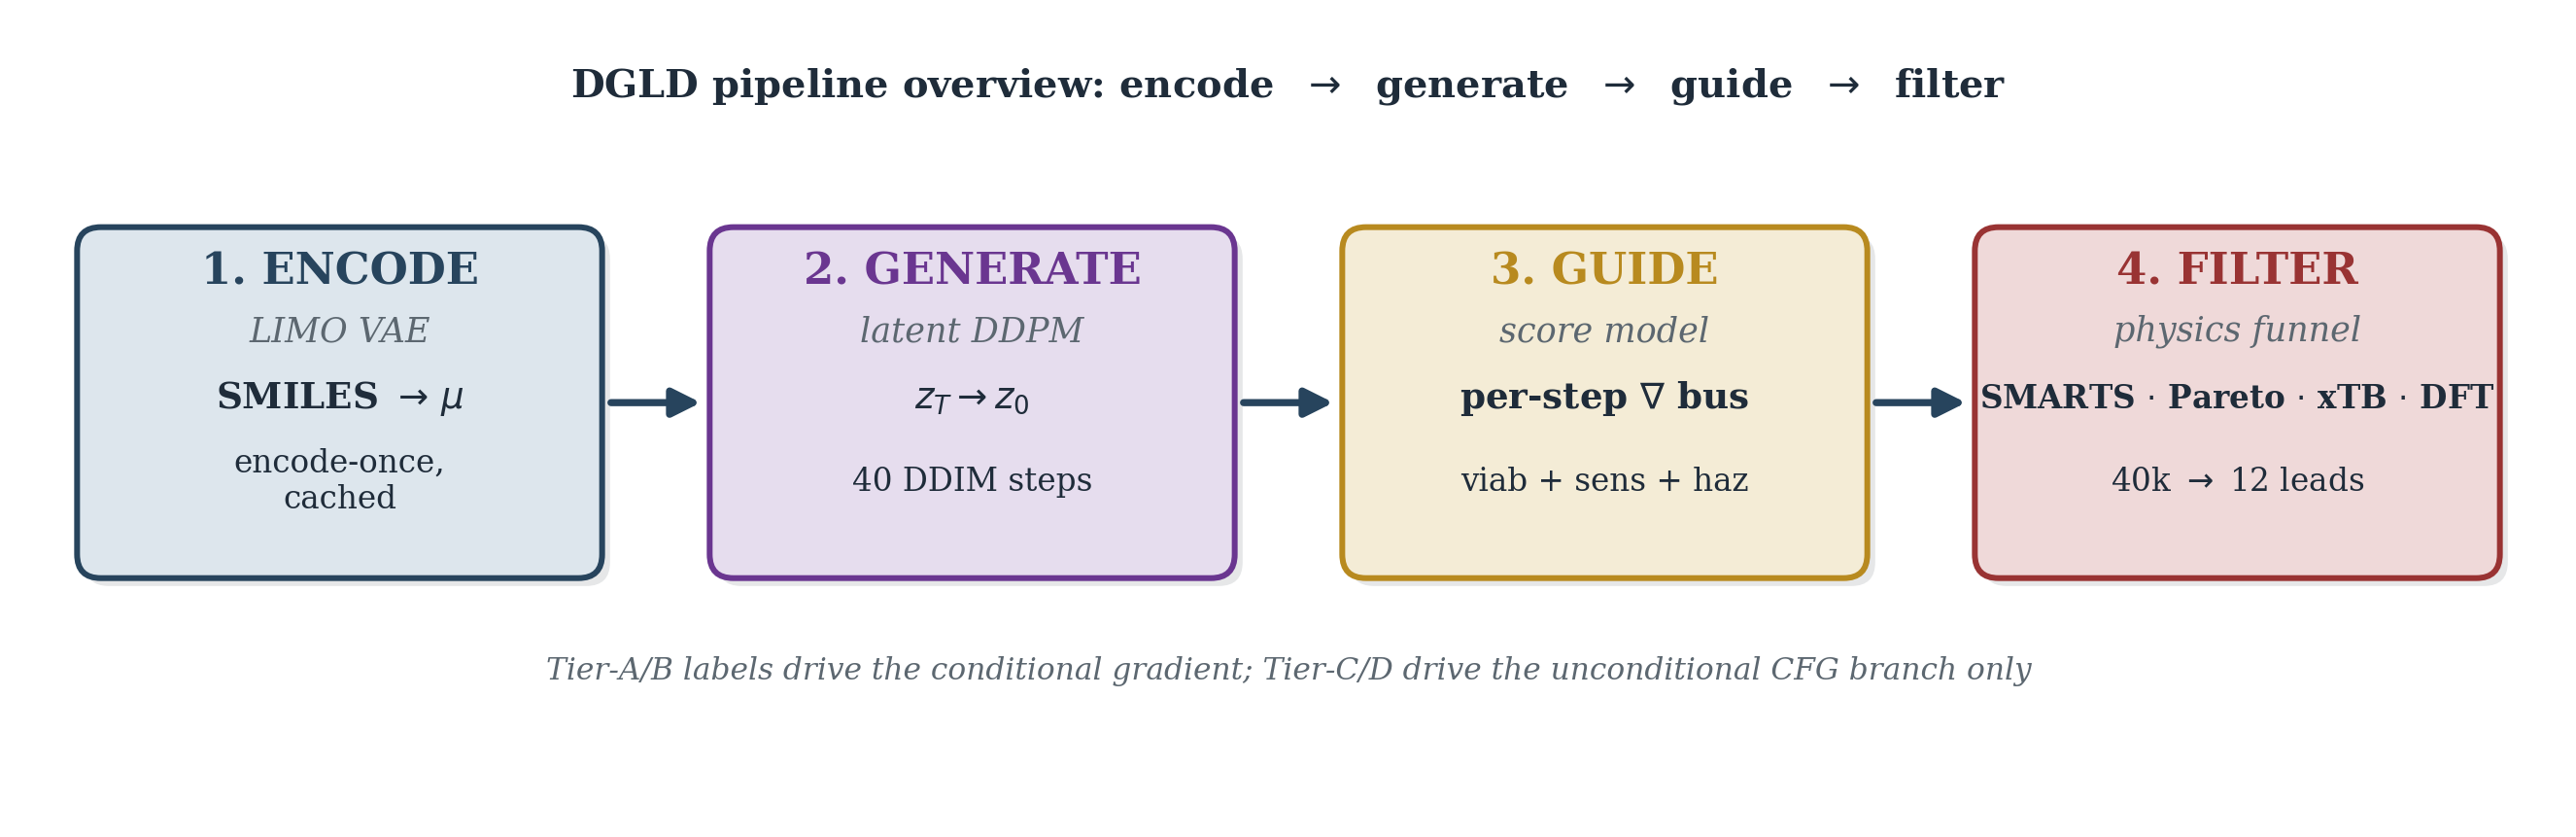 DGLD pipeline overview: encode → generate → guide → filter
1. ENCODE
LIMO VAE
SMILES → μ
encode-once,
cached
2. GENERATE
latent DDPM
z_T → z_0
40 DDIM steps
3. GUIDE
score model
per-step ∇ bus
viab + sens + haz
4. FILTER
physics funnel
SMARTS · Pareto · xTB · DFT
40k → 12 leads
Tier-A/B labels drive the conditional gradient; Tier-C/D drive the unconditional CFG branch only